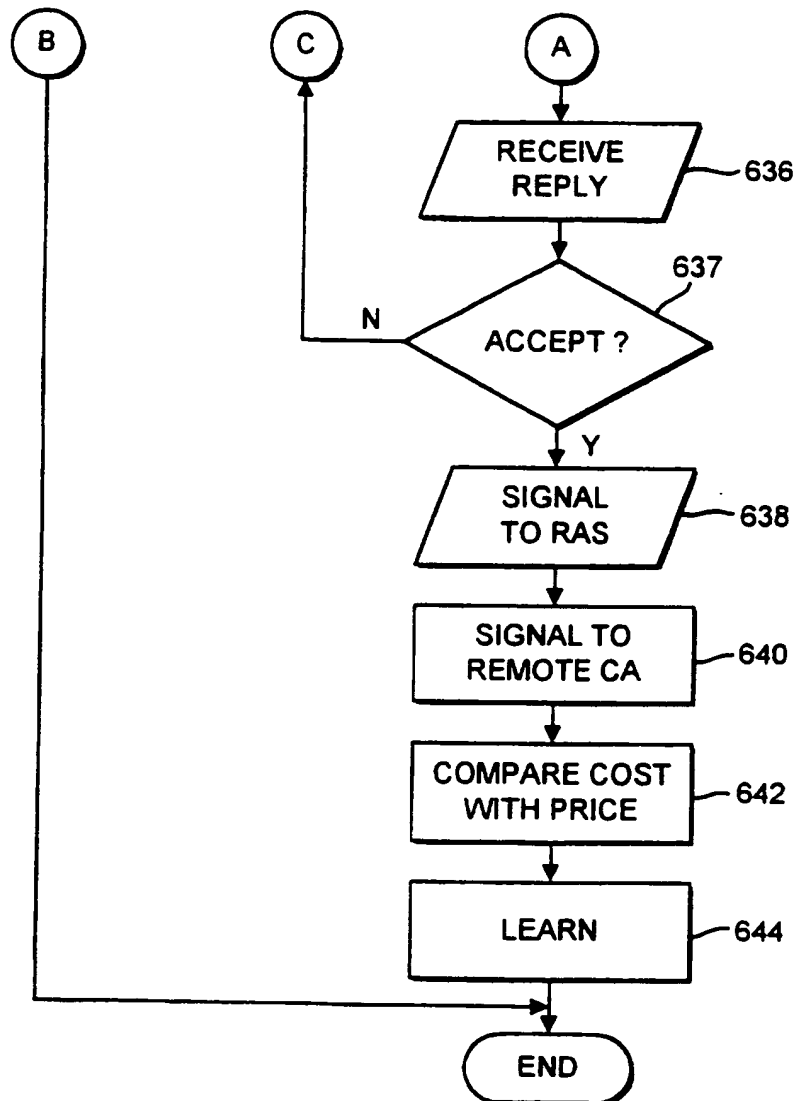 B
C
A
RECEIVE
REPLY
636
637
N
ACCEPT ?
Y
SIGNAL
TO RAS
638
SIGNAL TO
REMOTE CA
640
COMPARE COST
WITH PRICE
642
LEARN
644
END